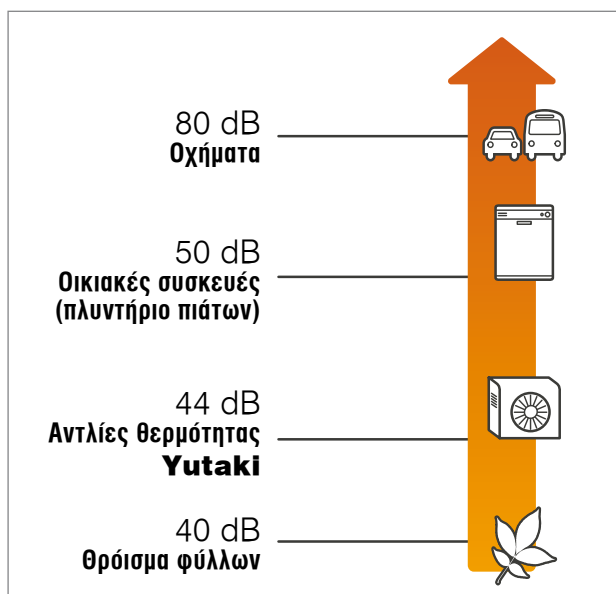 80 dB
Οχήματα
50 dB
Οικιακές συσκευές
(πλυντήριο πιάτων)
44 dB
Αντλίες θερμότητας
Yutaki
40 dB
Θρόισμα φύλλων